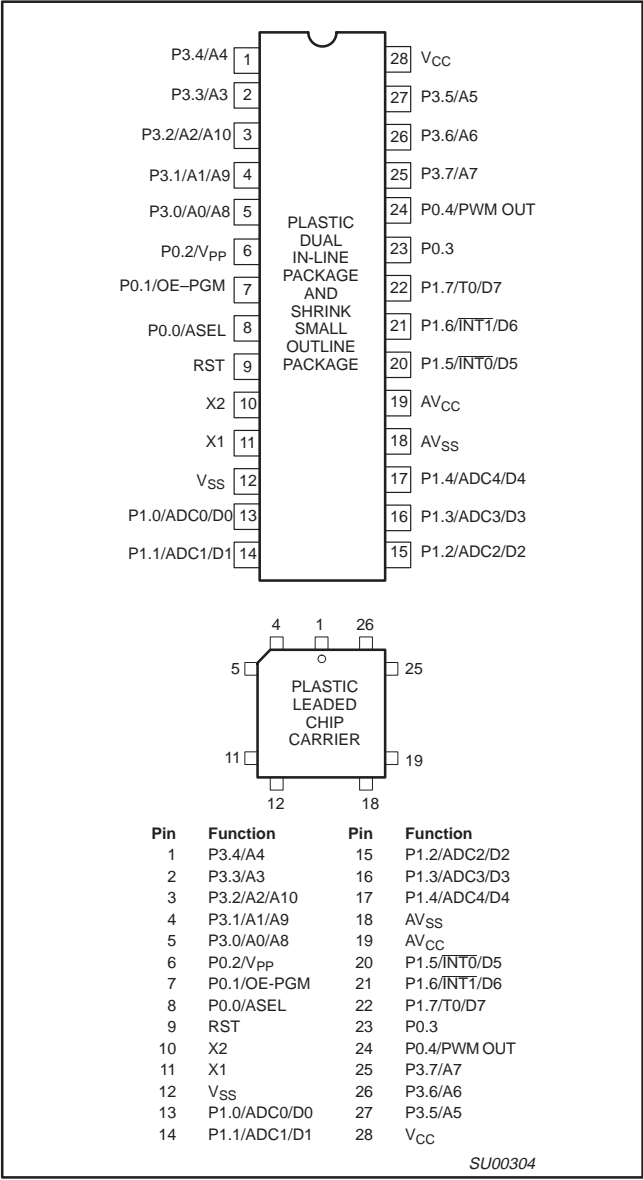 P3.4/A4 1 28 VCC
P3.3/A3 2 27 P3.5/A5
P3.2/A2/A10 3 26 P3.6/A6
P3.1/A1/A9 4 25 P3.7/A7
P3.0/A0/A8 5 24 P0.4/PWM OUT
P0.2/VPP 6 23 P0.3
P0.1/OE–PGM 7 22 P1.7/T0/D7
P0.0/ASEL 8 21 P1.6/INT1/D6
RST 9 20 P1.5/INT0/D5
X2 10 19 AVCC
X1 11 18 AVSS
VSS 12 17 P1.4/ADC4/D4
P1.0/ADC0/D0 13 16 P1.3/ADC3/D3
P1.1/ADC1/D1 14 15 P1.2/ADC2/D2
PLASTIC
DUAL
IN-LINE
PACKAGE
AND
SHRINK
SMALL
OUTLINE
PACKAGE
4 1 26
5 25
PLASTIC
LEADED
CHIP
CARRIER
11 19
12 18
Pin Function Pin Function
1 P3.4/A4 15 P1.2/ADC2/D2
2 P3.3/A3 16 P1.3/ADC3/D3
3 P3.2/A2/A10 17 P1.4/ADC4/D4
4 P3.1/A1/A9 18 AVSS
5 P3.0/A0/A8 19 AVCC
6 P0.2/VPP 20 P1.5/INT0/D5
7 P0.1/OE-PGM 21 P1.6/INT1/D6
8 P0.0/ASEL 22 P1.7/T0/D7
9 RST 23 P0.3
10 X2 24 P0.4/PWM OUT
11 X1 25 P3.7/A7
12 VSS 26 P3.6/A6
13 P1.0/ADC0/D0 27 P3.5/A5
14 P1.1/ADC1/D1 28 VCC
SU00304